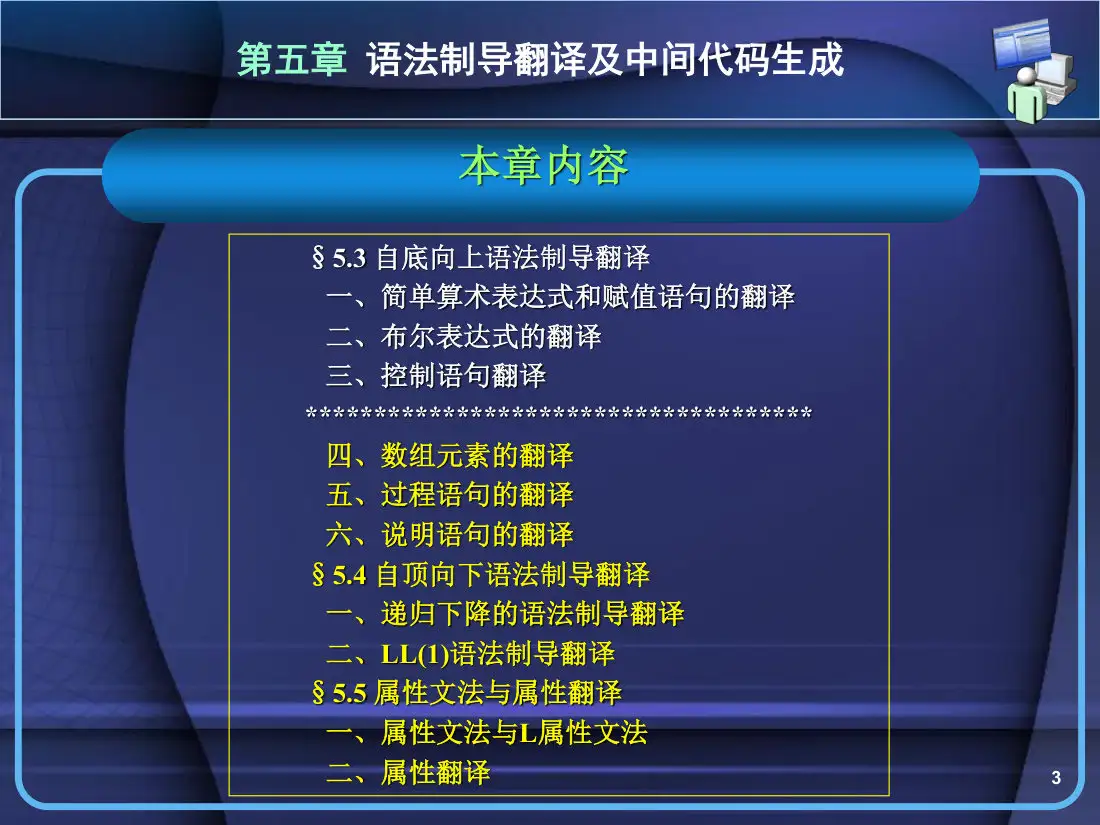 第五章 语法制导翻译及中间代码生成
本章内容
§5.3 自底向上语法制导翻译
一、简单算术表达式和赋值语句的翻译
二、布尔表达式的翻译
三、控制语句翻译
*************************************
四、数组元素的翻译
五、过程语句的翻译
六、说明语句的翻译
§5.4 自顶向下语法制导翻译
一、递归下降的语法制导翻译
二、LL(1)语法制导翻译
§5.5 属性文法与属性翻译
一、属性文法与L属性文法
二、属性翻译
3